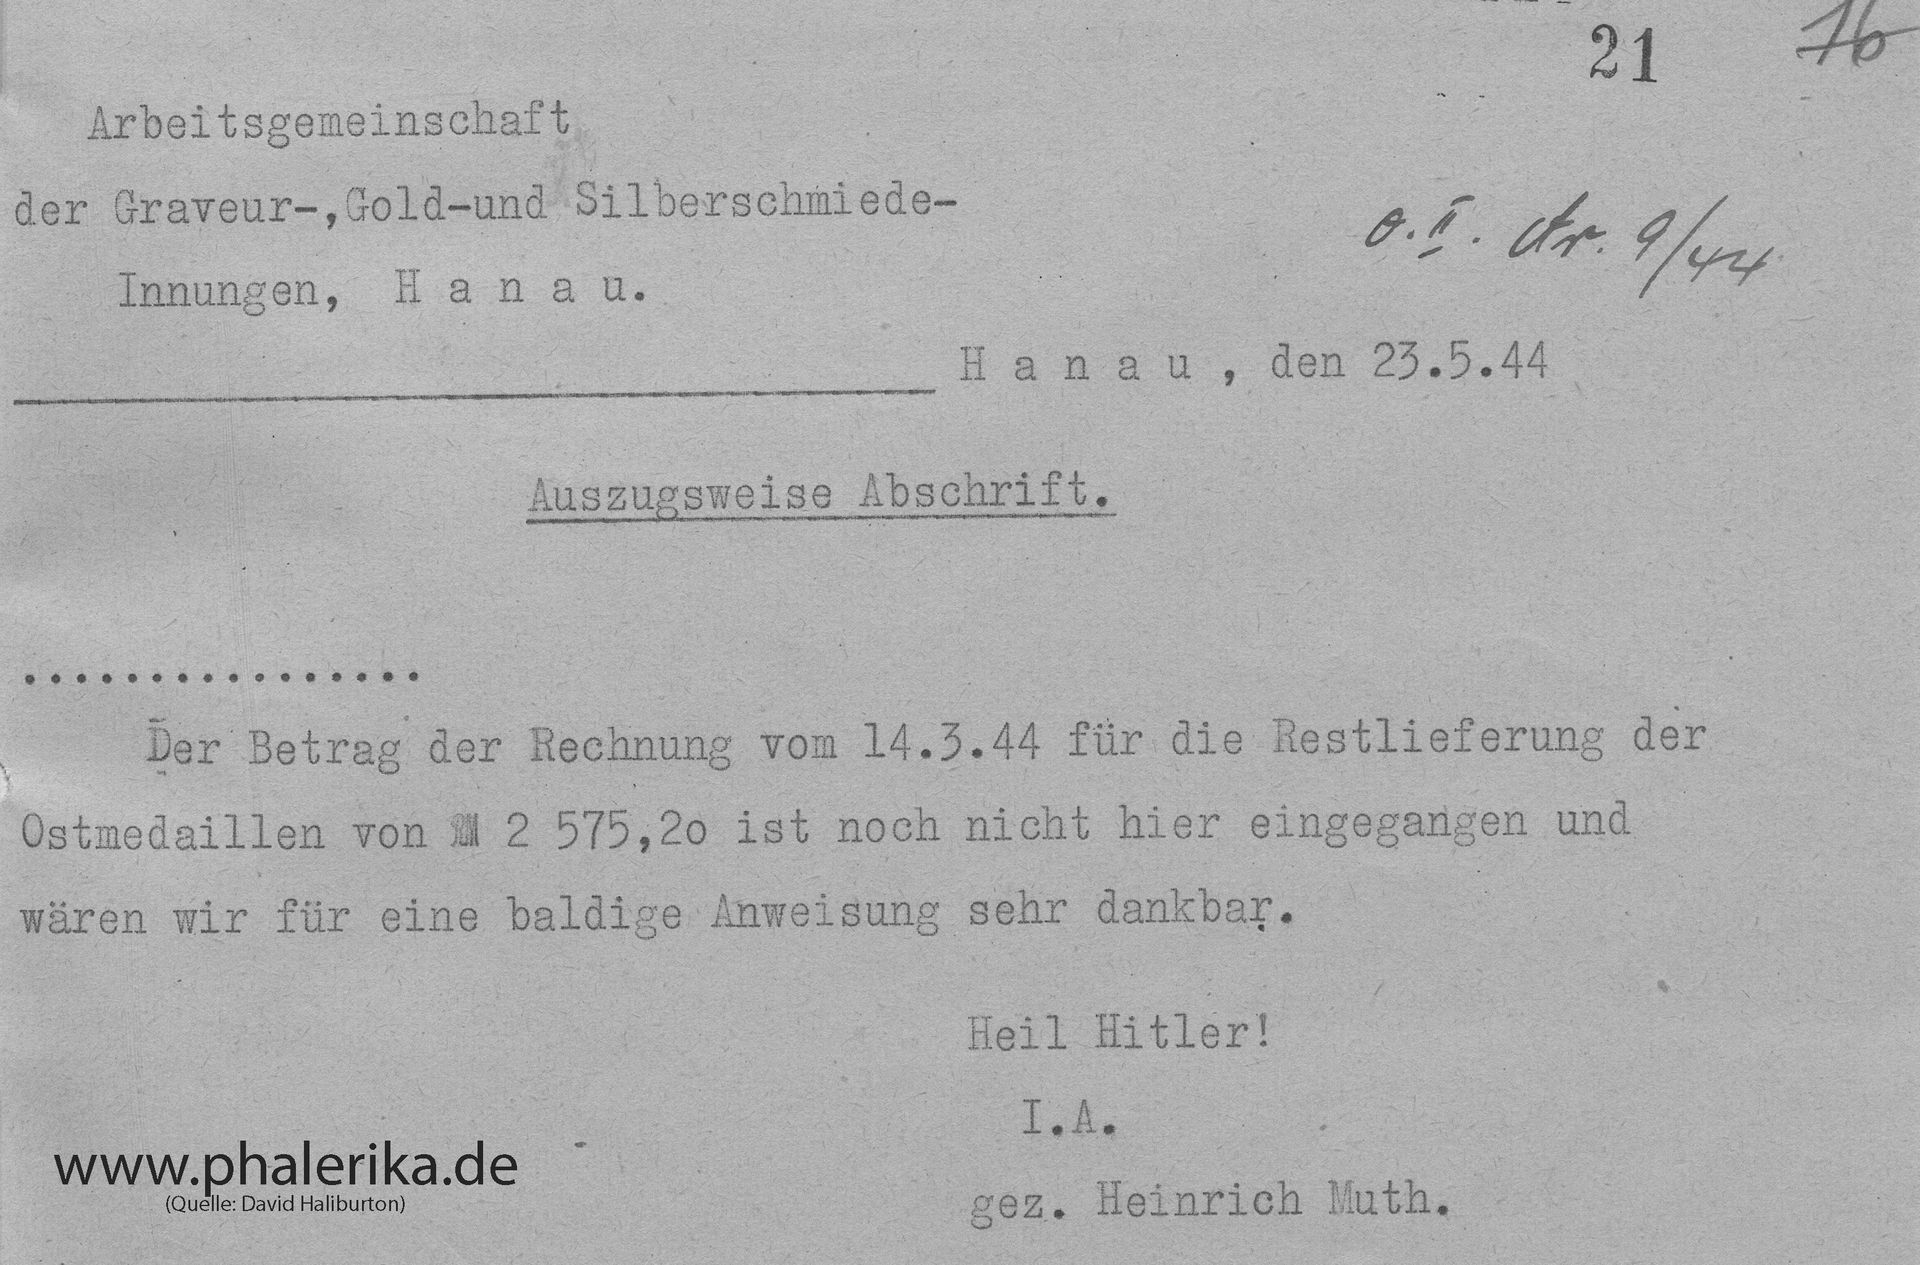 21 16
Arbeitsgemeinschaft
der Graveur-,Gold-und Silberschmiede-
Innungen, H a n a u.
9/44
H a n a u , den 23.5.44
Auszugsweise Abschrift.
................
Der Betrag der Rechnung vom 14.3.44 für die Restlieferung der
Ostmedaillen von RM 2 575,2o ist noch nicht hier eingegangen und
wären wir für eine baldige Anweisung sehr dankbar.
Heil Hitler!
I.A.
gez. Heinrich Muth.
www.phalerika.de
(Quelle: David Haliburton)